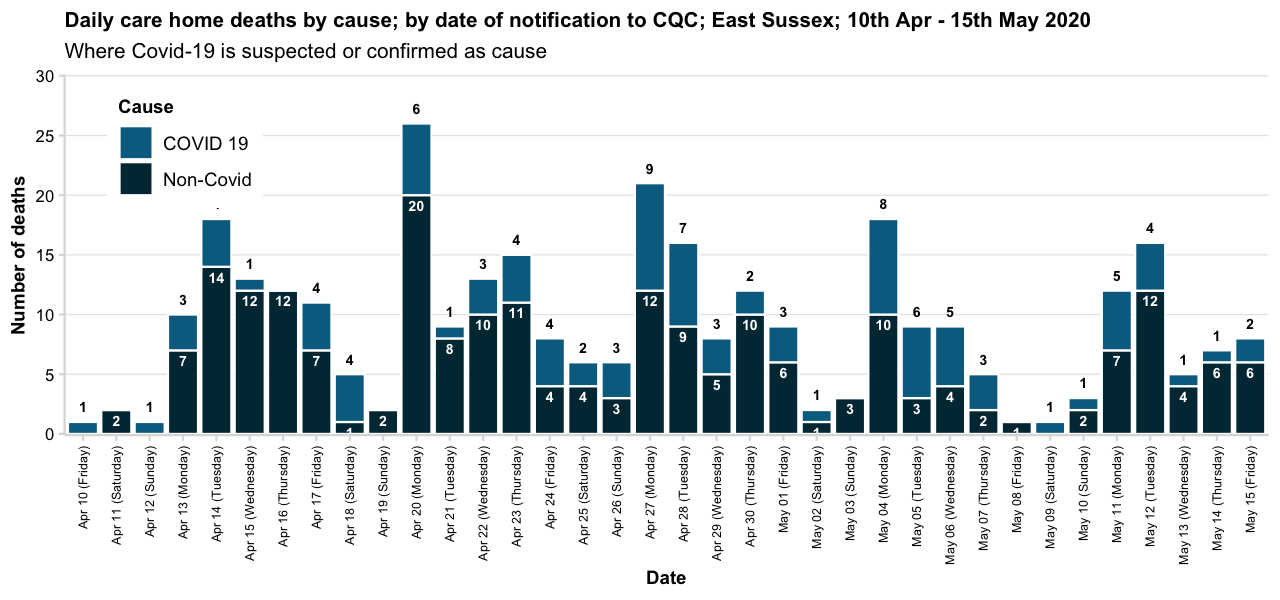 Daily care home deaths by cause; by date of notification to CQC; East Sussex; 10th Apr - 15th May 2020
Where Covid-19 is suspected or confirmed as cause
Number of deaths
30
25
20
15
10
5
0
Cause
COVID 19
Non-Covid
1
2
1
3
7
14
1
12
12
4
7
4
1
2
6
20
1
8
3
10
4
11
4
4
2
4
3
3
9
12
7
9
3
5
2
10
3
6
1
1
3
8
10
6
3
5
4
3
2
1
1
1
2
5
7
4
12
1
4
1
6
2
6
Apr 10 (Friday)
Apr 11 (Saturday)
Apr 12 (Sunday)
Apr 13 (Monday)
Apr 14 (Tuesday)
Apr 15 (Wednesday)
Apr 16 (Thursday)
Apr 17 (Friday)
Apr 18 (Saturday)
Apr 19 (Sunday)
Apr 20 (Monday)
Apr 21 (Tuesday)
Apr 22 (Wednesday)
Apr 23 (Thursday)
Apr 24 (Friday)
Apr 25 (Saturday)
Apr 26 (Sunday)
Apr 27 (Monday)
Apr 28 (Tuesday)
Apr 29 (Wednesday)
Apr 30 (Thursday)
May 01 (Friday)
May 02 (Saturday)
May 03 (Sunday)
May 04 (Monday)
May 05 (Tuesday)
May 06 (Wednesday)
May 07 (Thursday)
May 08 (Friday)
May 09 (Saturday)
May 10 (Sunday)
May 11 (Monday)
May 12 (Tuesday)
May 13 (Wednesday)
May 14 (Thursday)
May 15 (Friday)
Date